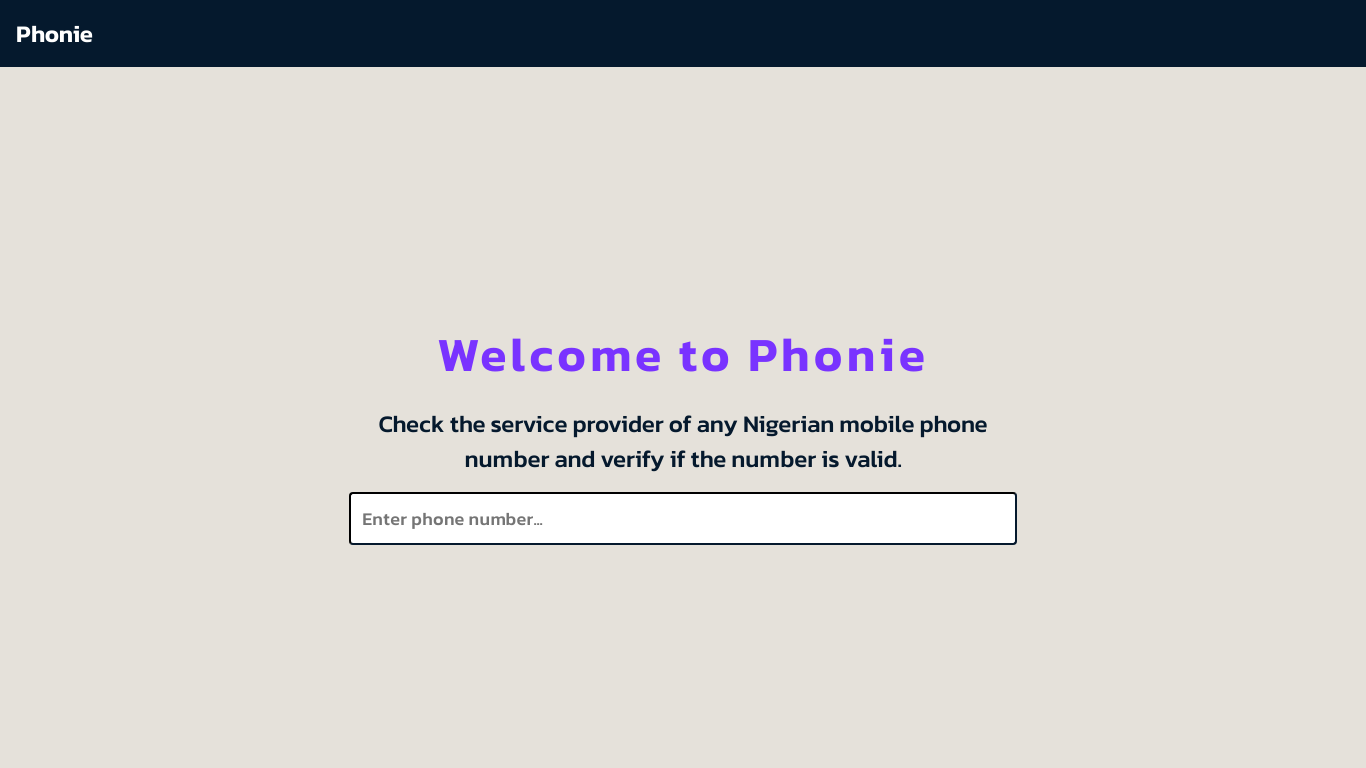 Phonie
Welcome to Phonie
Check the service provider of any Nigerian mobile phone
number and verify if the number is valid.
Enter phone number...